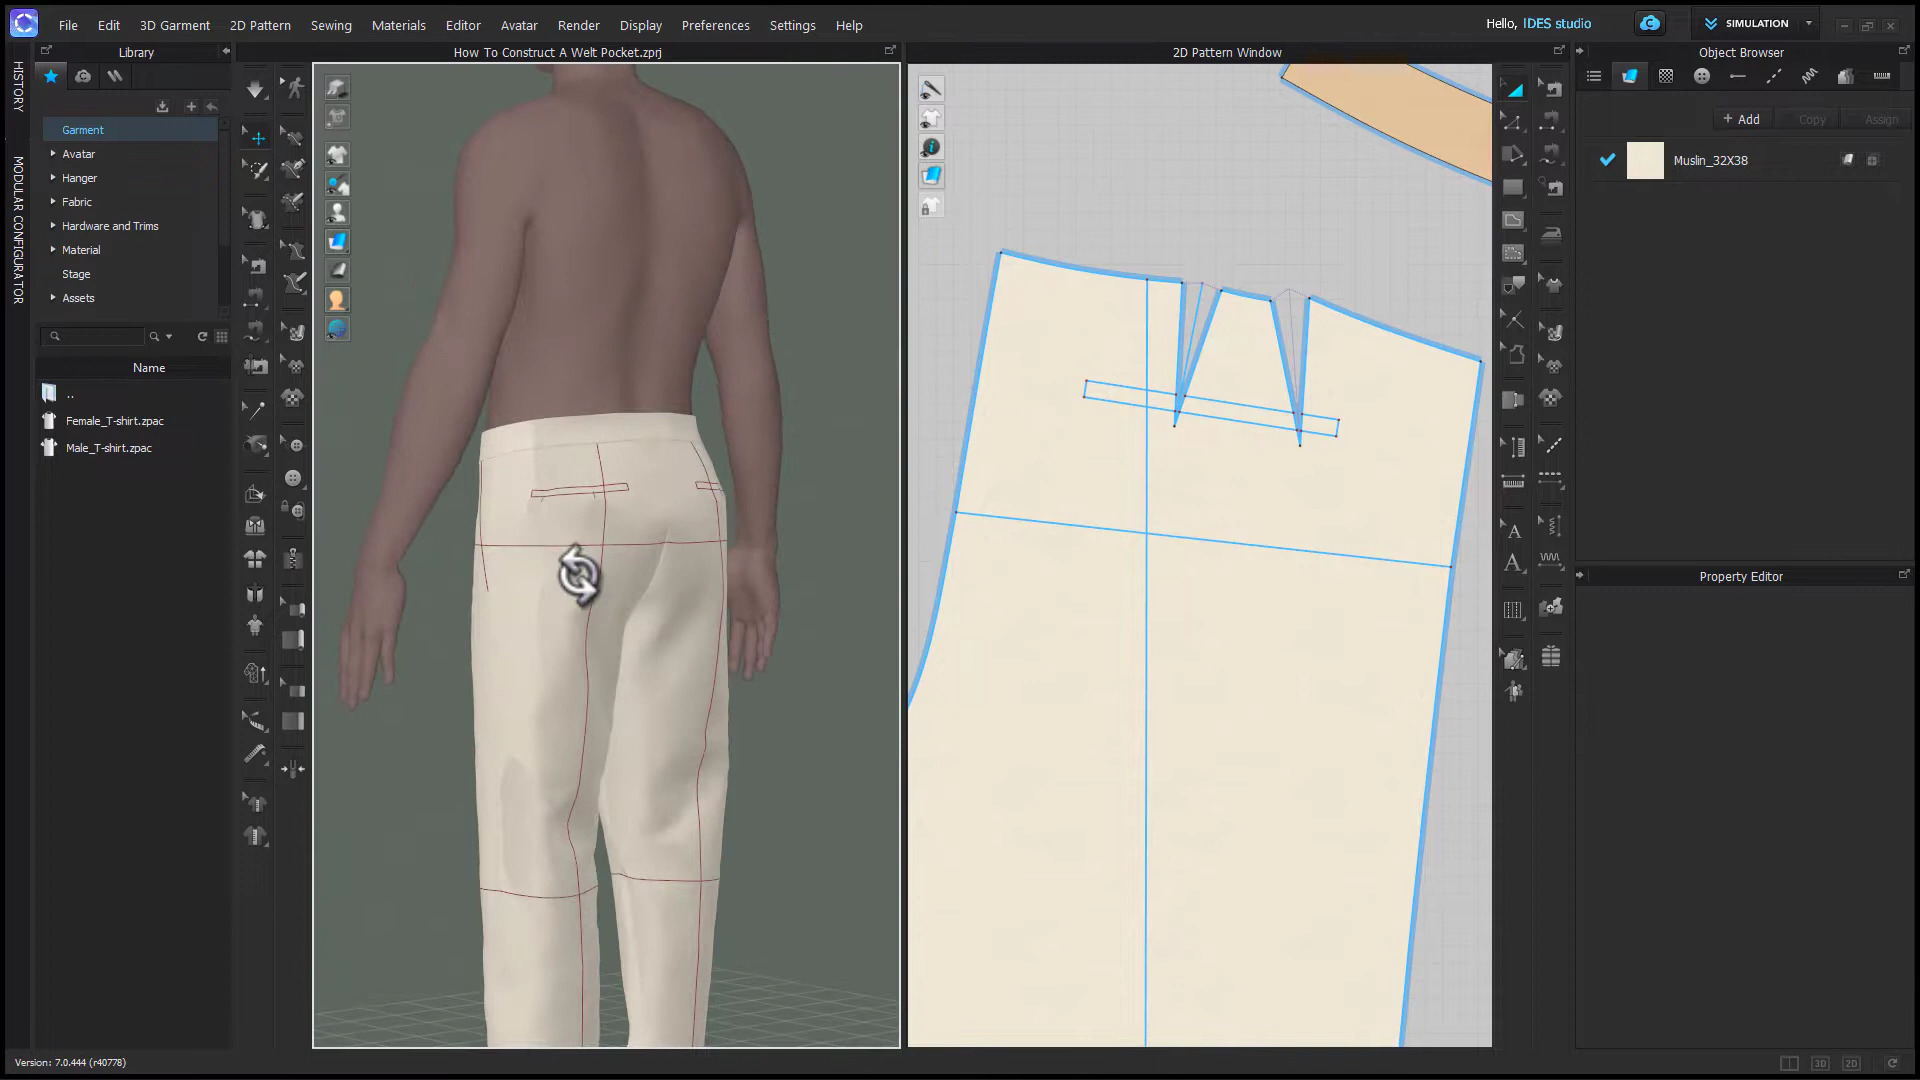 File Edit 3D Garment 2D Pattern Sewing Materials Editor Avatar Render Display Preferences Settings Help
Hello, IDES studio
SIMULATION
HISTORY
MODULAR CONFIGURATOR
Library
How To Construct A Welt Pocket.zprj
2D Pattern Window
Object Browser
Garment
Avatar
Hanger
Fabric
Hardware and Trims
Material
Stage
Assets
Name
..
Female_T-shirt.zpac
Male_T-shirt.zpac
+ Add Copy Assign
Muslin_32X38
Property Editor
Version: 7.0.444 (r40778)
3D 2D